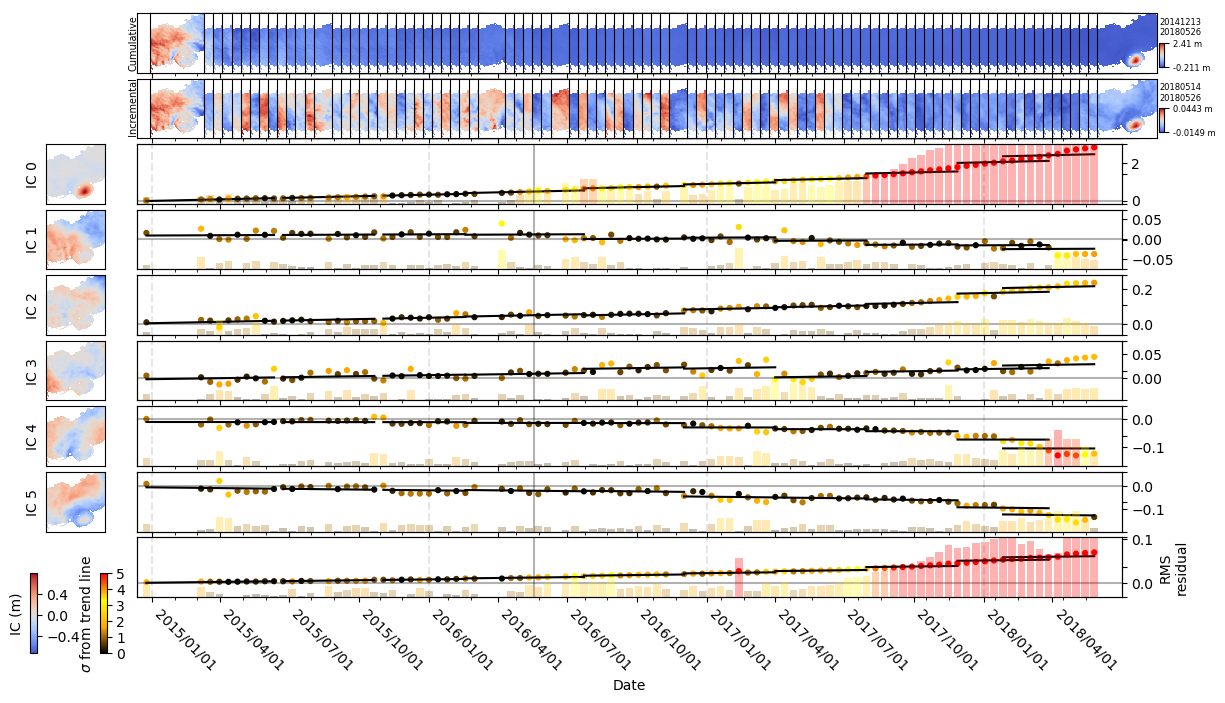 Cumulative
20141213
20180526
2.41 m
-0.211 m
Incremental
20180514
20180526
0.0443 m
-0.0149 m
IC 0
2
0
IC 1
0.05
0.00
−0.05
IC 2
0.2
0.0
IC 3
0.05
0.00
IC 4
0.0
−0.1
IC 5
0.0
−0.1
0.1
0.0
RMS
residual
IC (m)
0.4
0.0
−0.4
σ from trend line
5
4
3
2
1
0
2015/01/01
2015/04/01
2015/07/01
2015/10/01
2016/01/01
2016/04/01
2016/07/01
2016/10/01
2017/01/01
2017/04/01
2017/07/01
2017/10/01
2018/01/01
2018/04/01
Date